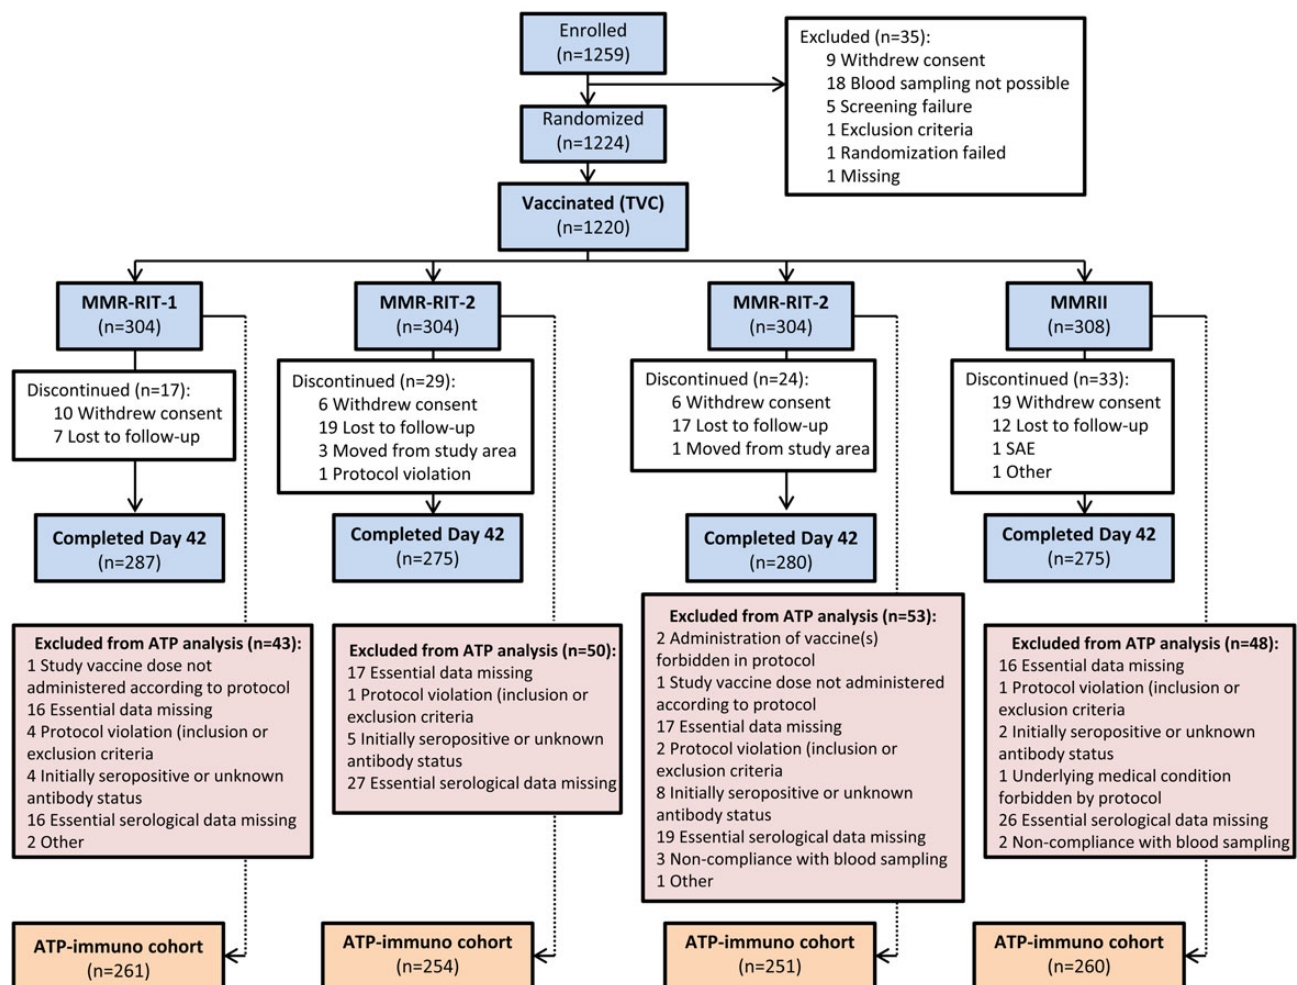 Enrolled
(n=1259)
Excluded (n=35):
9 Withdrew consent
18 Blood sampling not possible
5 Screening failure
1 Exclusion criteria
1 Randomization failed
1 Missing
Randomized
(n=1224)
Vaccinated (TVC)
(n=1220)
MMR-RIT-1
(n=304)
MMR-RIT-2
(n=304)
MMR-RIT-2
(n=304)
MMRII
(n=308)
Discontinued (n=17):
10 Withdrew consent
7 Lost to follow-up
Discontinued (n=29):
6 Withdrew consent
19 Lost to follow-up
3 Moved from study area
1 Protocol violation
Discontinued (n=24):
6 Withdrew consent
17 Lost to follow-up
1 Moved from study area
Discontinued (n=33):
19 Withdrew consent
12 Lost to follow-up
1 SAE
1 Other
Completed Day 42
(n=287)
Completed Day 42
(n=275)
Completed Day 42
(n=280)
Completed Day 42
(n=275)
Excluded from ATP analysis (n=43):
1 Study vaccine dose not
administered according to protocol
16 Essential data missing
4 Protocol violation (inclusion or
exclusion criteria
4 Initially seropositive or unknown
antibody status
16 Essential serological data missing
2 Other
Excluded from ATP analysis (n=50):
17 Essential data missing
1 Protocol violation (inclusion or
exclusion criteria
5 Initially seropositive or unknown
antibody status
27 Essential serological data missing
Excluded from ATP analysis (n=53):
2 Administration of vaccine(s)
forbidden in protocol
1 Study vaccine dose not administered
according to protocol
17 Essential data missing
2 Protocol violation (inclusion or
exclusion criteria
8 Initially seropositive or unknown
antibody status
19 Essential serological data missing
3 Non-compliance with blood sampling
1 Other
Excluded from ATP analysis (n=48):
16 Essential data missing
1 Protocol violation (inclusion or
exclusion criteria
2 Initially seropositive or unknown
antibody status
1 Underlying medical condition
forbidden by protocol
26 Essential serological data missing
2 Non-compliance with blood sampling
ATP-immuno cohort
(n=261)
ATP-immuno cohort
(n=254)
ATP-immuno cohort
(n=251)
ATP-immuno cohort
(n=260)